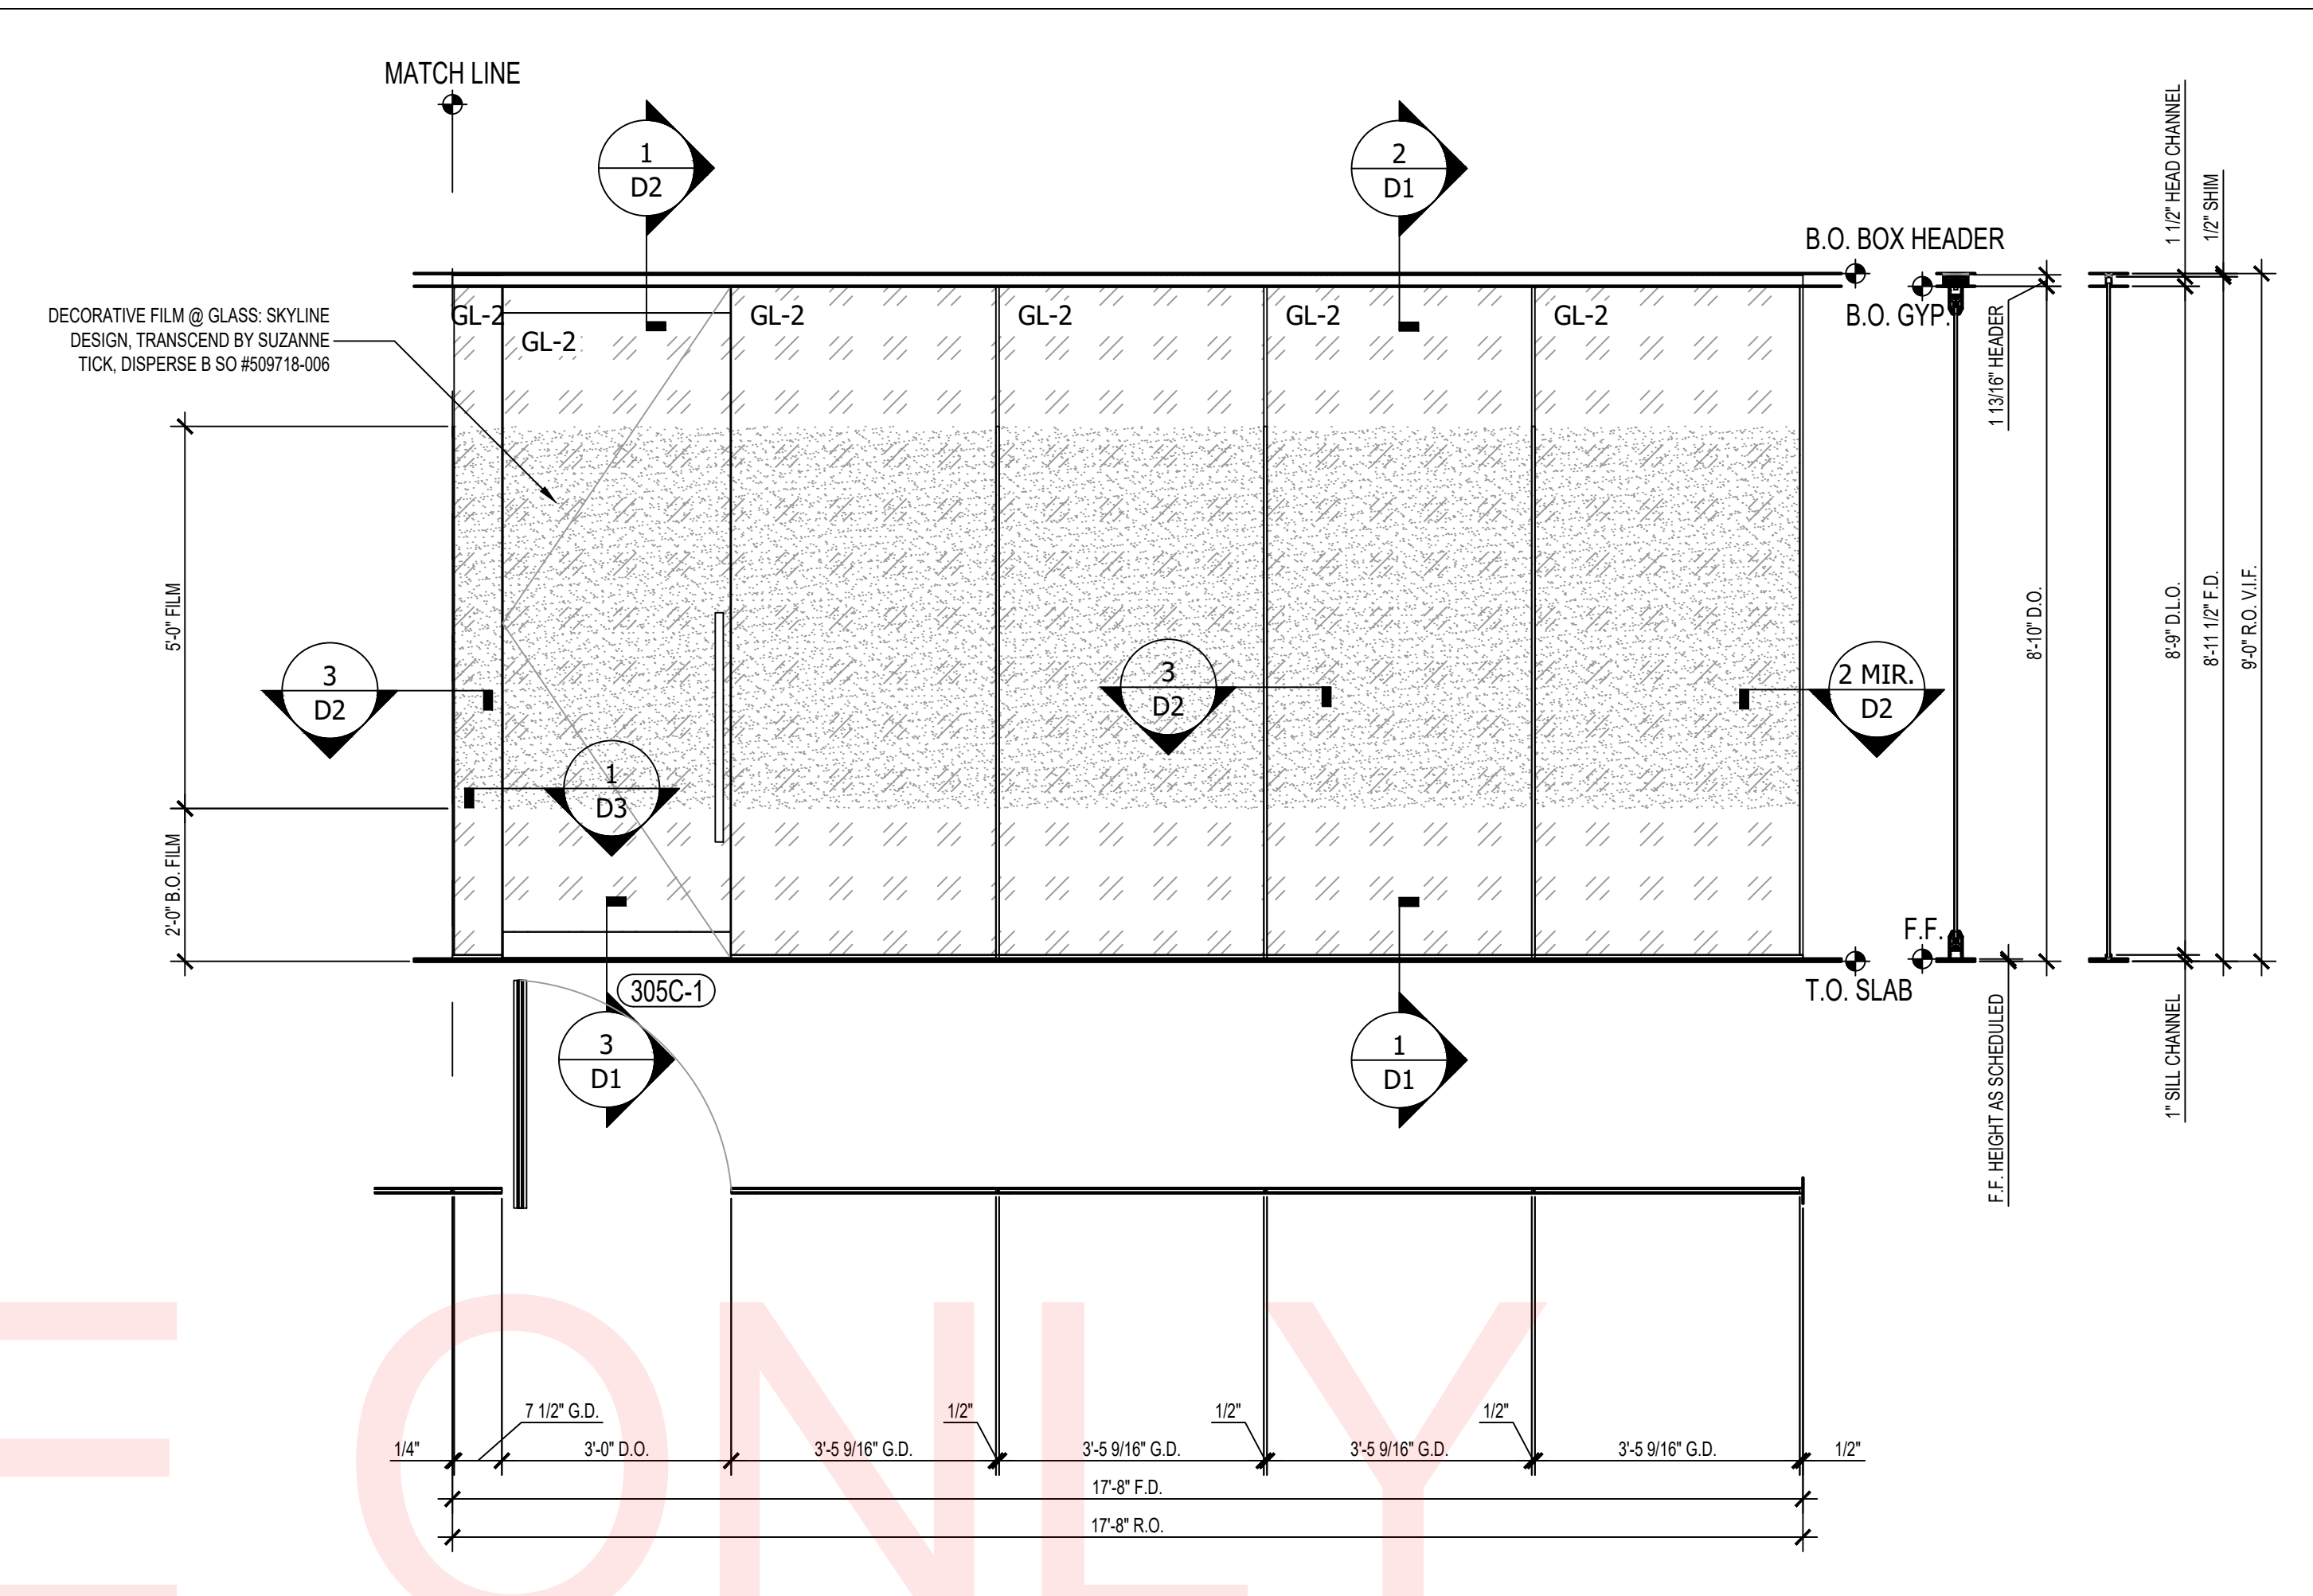 MATCH LINE
1
D2
2
D1
1 1/2" HEAD CHANNEL
1/2" SHIM
B.O. BOX HEADER
B.O. GYP.
DECORATIVE FILM @ GLASS: SKYLINE
DESIGN, TRANSCEND BY SUZANNE
TICK, DISPERSE B SO #509718-006
GL-2
GL-2
GL-2
GL-2
GL-2
GL-2
1 13/16" HEADER
5'-0" FILM
8'-10" D.O.
8'-9" D.L.O.
8'-11 1/2" F.D.
9'-0" R.O. V.I.F.
3
D2
3
D2
2 MIR.
D2
1
D3
2'-0" B.O. FILM
F.F.
T.O. SLAB
305C-1
3
D1
1
D1
F.F. HEIGHT AS SCHEDULED
1" SILL CHANNEL
7 1/2" G.D.
1/2"
1/2"
1/2"
1/4"
3'-0" D.O.
3'-5 9/16" G.D.
3'-5 9/16" G.D.
3'-5 9/16" G.D.
3'-5 9/16" G.D.
1/2"
17'-8" F.D.
17'-8" R.O.
E ONLY